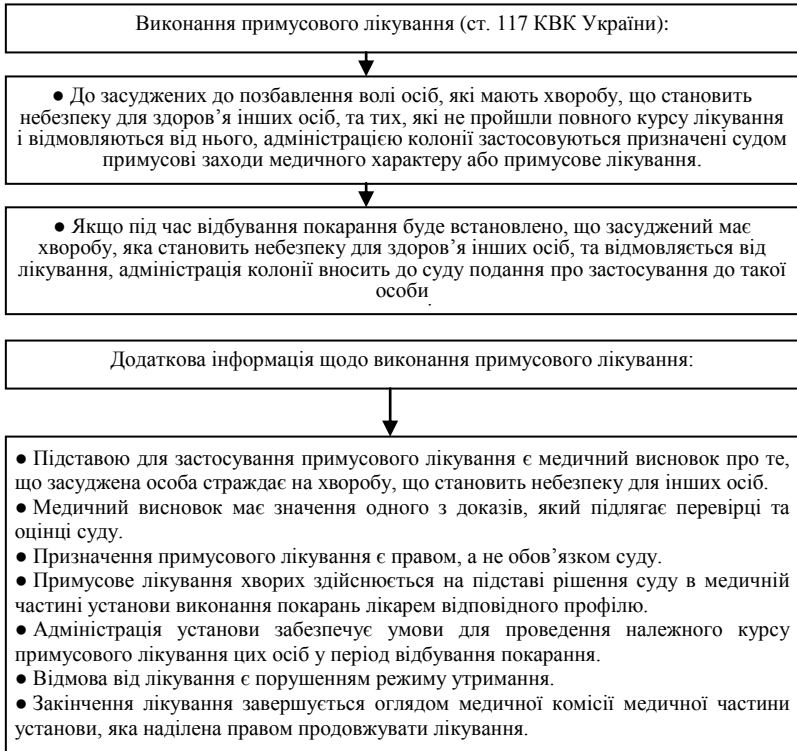 Виконання примусового лікування (ст. 117 КВК України):
● До засуджених до позбавлення волі осіб, які мають хворобу, що становить
небезпеку для здоров’я інших осіб, та тих, які не пройшли повного курсу лікування
і відмовляються від нього, адміністрацією колонії застосовуються призначені судом
примусові заходи медичного характеру або примусове лікування.
● Якщо під час відбування покарання буде встановлено, що засуджений має
хворобу, яка становить небезпеку для здоров’я інших осіб, та відмовляється від
лікування, адміністрація колонії вносить до суду подання про застосування до такої
особи
Додаткова інформація щодо виконання примусового лікування:
● Підставою для застосування примусового лікування є медичний висновок про те,
що засуджена особа страждає на хворобу, що становить небезпеку для інших осіб.
● Медичний висновок має значення одного з доказів, який підлягає перевірці та
оцінці суду.
● Призначення примусового лікування є правом, а не обов’язком суду.
● Примусове лікування хворих здійснюється на підставі рішення суду в медичній
частині установи виконання покарань лікарем відповідного профілю.
● Адміністрація установи забезпечує умови для проведення належного курсу
примусового лікування цих осіб у період відбування покарання.
● Відмова від лікування є порушенням режиму утримання.
● Закінчення лікування завершується оглядом медичної комісії медичної частини
установи, яка наділена правом продовжувати лікування.